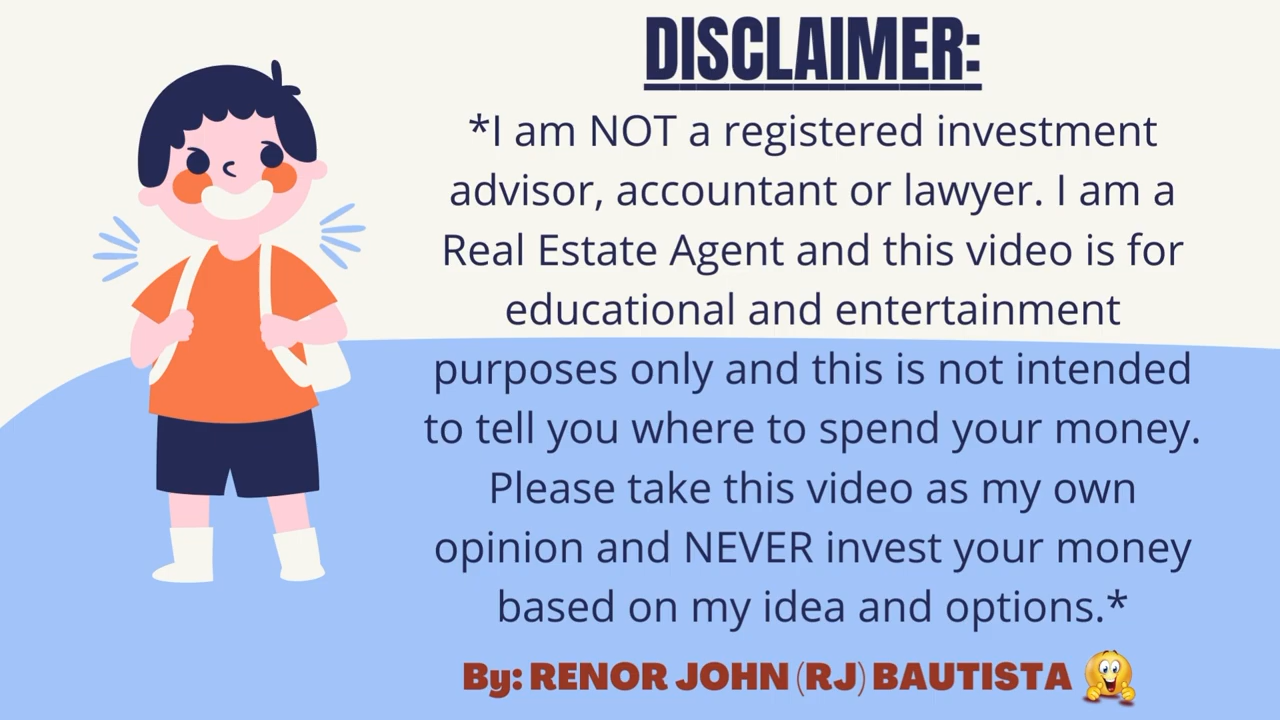 DISCLAIMER:
*I am NOT a registered investment
advisor, accountant or lawyer. I am a
Real Estate Agent and this video is for
educational and entertainment
purposes only and this is not intended
to tell you where to spend your money.
Please take this video as my own
opinion and NEVER invest your money
based on my idea and options.*
By: RENOR JOHN (RJ) BAUTISTA